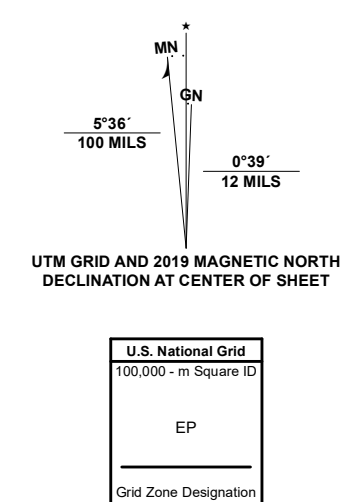 ★
MN
GN
5°36´
100 MILS
0°39´
12 MILS
UTM GRID AND 2019 MAGNETIC NORTH
DECLINATION AT CENTER OF SHEET
U.S. National Grid
100,000 - m Square ID
EP
Grid Zone Designation